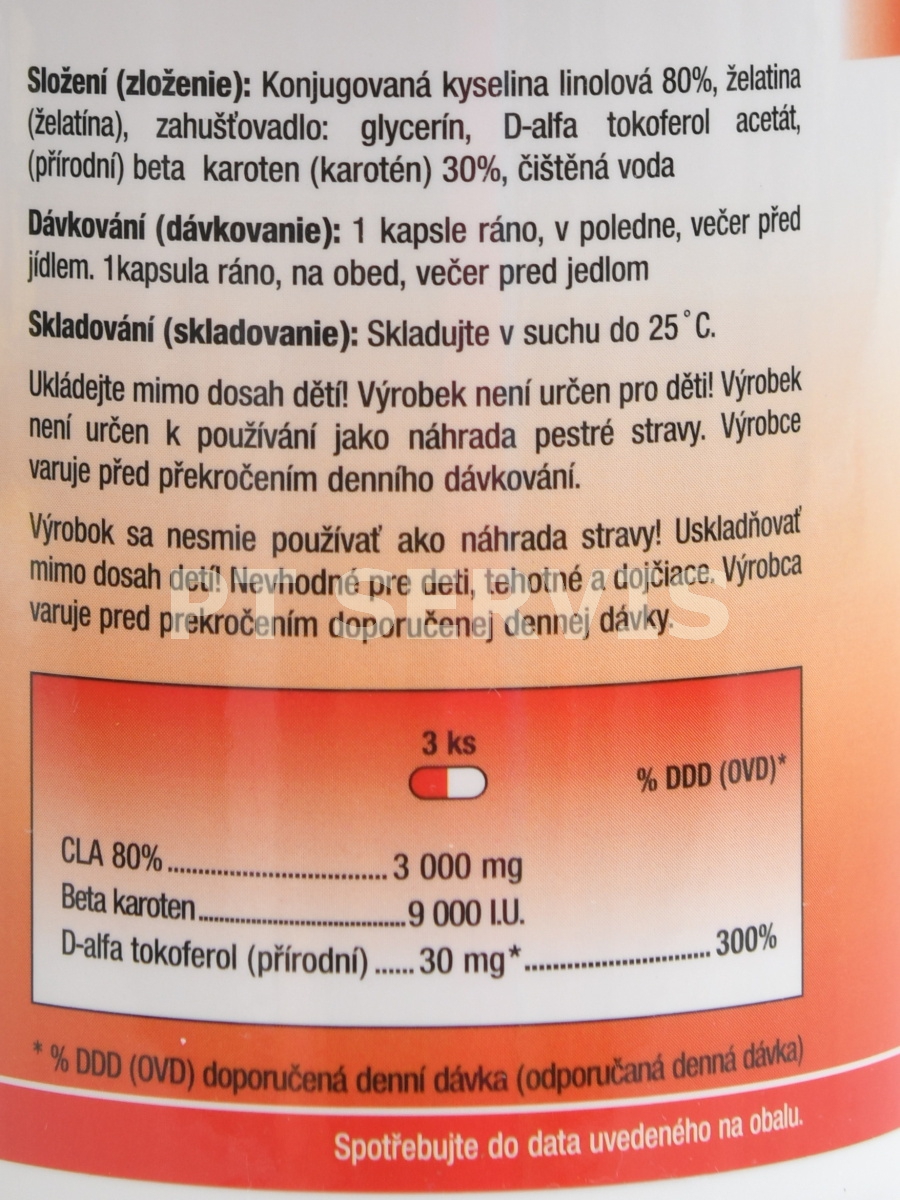 Složení (zloženie): Konjugovaná kyselina linolová 80%, želatina
(želatína), zahušťovadlo: glycerín, D-alfa tokoferol acetát,
(přírodní) beta karoten (karotén) 30%, čištěná voda
Dávkování (dávkovanie): 1 kapsle ráno, v poledne, večer před
jídlem. 1kapsula ráno, na obed, večer pred jedlom
Skladování (skladovanie): Skladujte v suchu do 25°C.
Ukládejte mimo dosah dětí! Výrobek není určen pro děti! Výrobek
není určen k používání jako náhrada pestré stravy. Výrobce
varuje před překročením denního dávkování.
Výrobok sa nesmie používať ako náhrada stravy! Uskladňovať
mimo dosah detí! Nevhodné pre deti, tehotné a dojčiace. Výrobca
varuje pred prekročením doporučenej dennej dávky.
PT SERVIS
3 ks
% DDD (OVD)*
CLA 80%.....................................3 000 mg
Beta karoten...................................9 000 I.U.
D-alfa tokoferol (přírodní) ......30 mg*............................... 300%
* % DDD (OVD) doporučená denní dávka (odporučaná denná dávka)
Spotřebujte do data uvedeného na obalu.